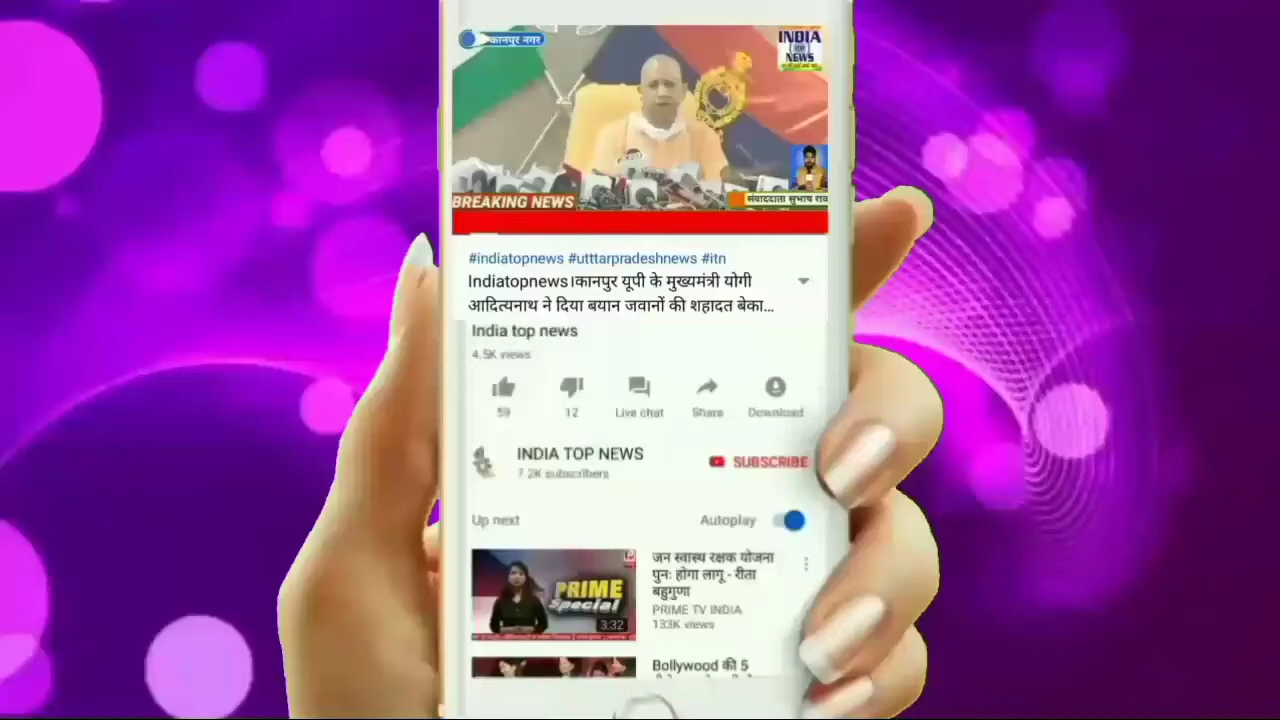 कानपुर नगर
INDIA
TOP
NEWS
BREAKING NEWS
संवाददाता सुभाष राव
#indiatopnews #utttarpradeshnews #itn
Indiatopnews।कानपुर यूपी के मुख्यमंत्री योगी
आदित्यनाथ ने दिया बयान जवानों की शहादत बेका...
India top news
4.5K views
59
12
Live chat
Share
Download
INDIA TOP NEWS
7.2K subscribers
SUBSCRIBE
Up next
Autoplay
PRIME
Special
3:32
जन स्वास्थ रक्षक योजना
पुनः होगा लागू - रीता
बहुगुणा
PRIME TV INDIA
133K views
Bollywood की 5